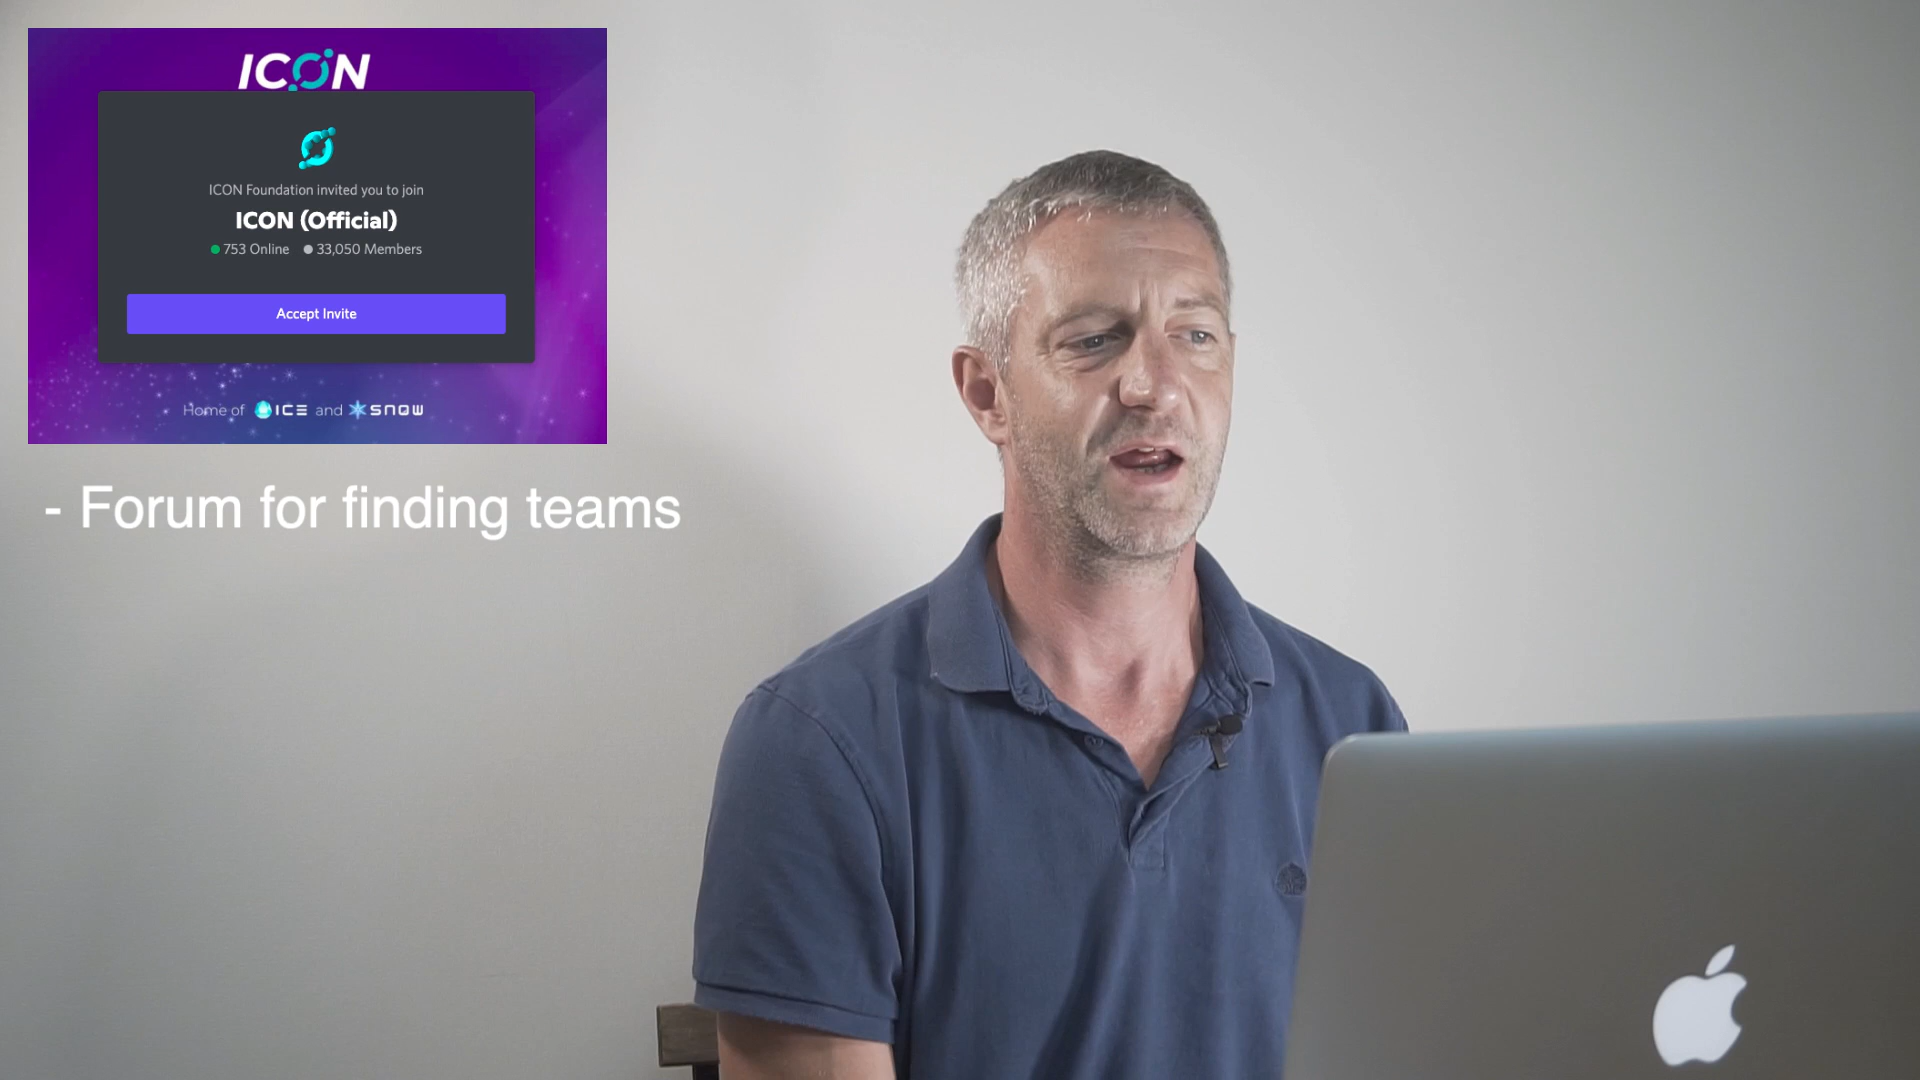 ICON
ICON Foundation invited you to join
ICON (Official)
753 Online 33,050 Members
Accept Invite
Home of ICE and SNOW
- Forum for finding teams